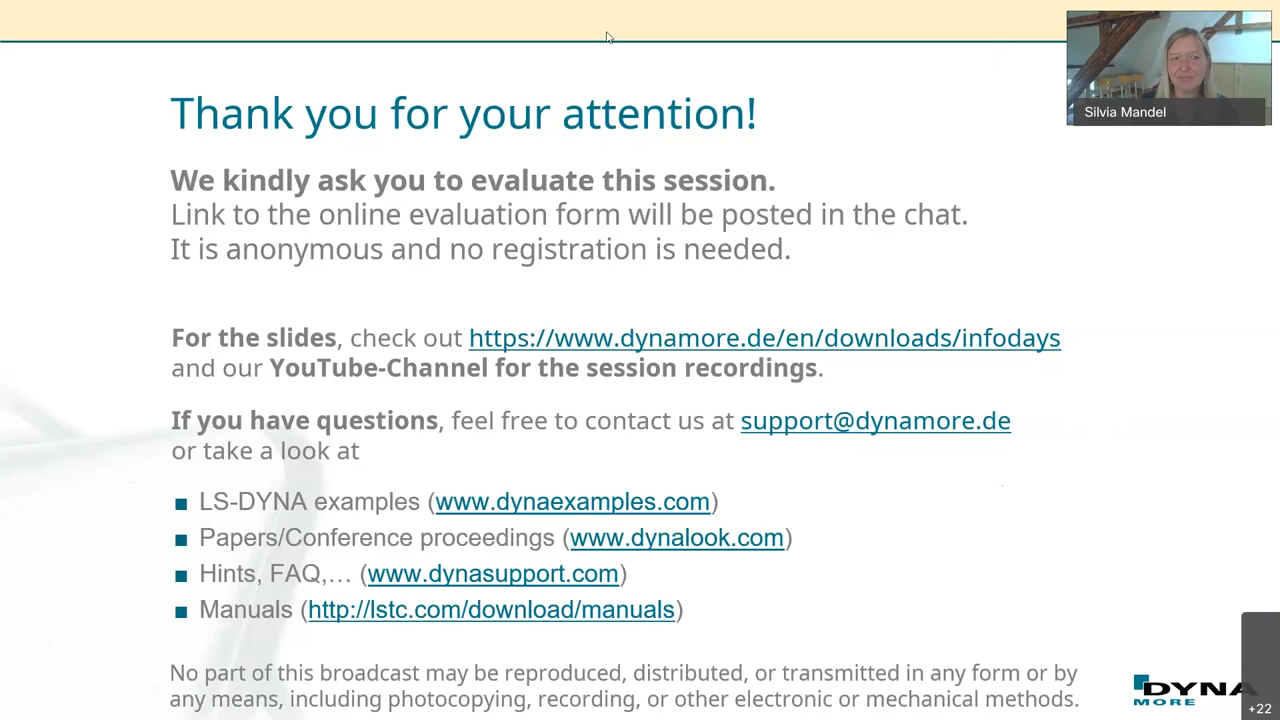 Silvia Mandel
Thank you for your attention!
We kindly ask you to evaluate this session.
Link to the online evaluation form will be posted in the chat.
It is anonymous and no registration is needed.
For the slides, check out https://www.dynamore.de/en/downloads/infodays
and our YouTube-Channel for the session recordings.
If you have questions, feel free to contact us at support@dynamore.de
or take a look at
■ LS-DYNA examples (www.dynaexamples.com)
■ Papers/Conference proceedings (www.dynalook.com)
■ Hints, FAQ,… (www.dynasupport.com)
■ Manuals (http://lstc.com/download/manuals)
No part of this broadcast may be reproduced, distributed, or transmitted in any form or by
any means, including photocopying, recording, or other electronic or mechanical methods.
DYNA
MORE
+22